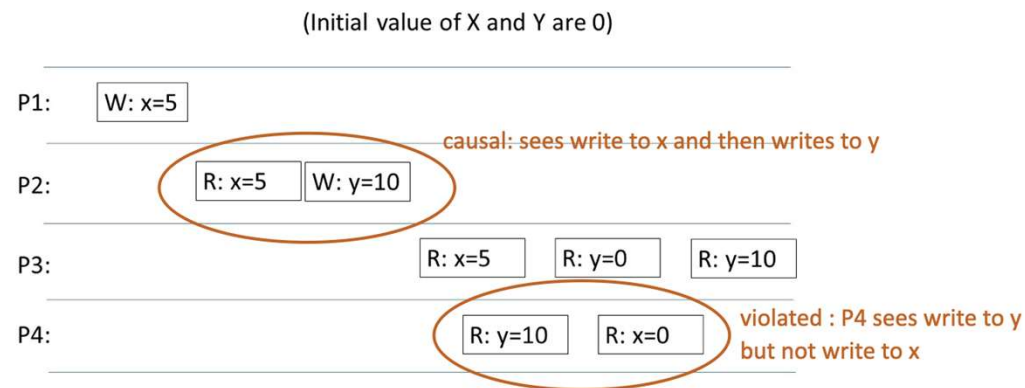 (Initial value of X and Y are 0)
P1: W: x=5
causal: sees write to x and then writes to y
P2: R: x=5 W: y=10
P3: R: x=5 R: y=0 R: y=10
P4: R: y=10 R: x=0
violated : P4 sees write to y
but not write to x